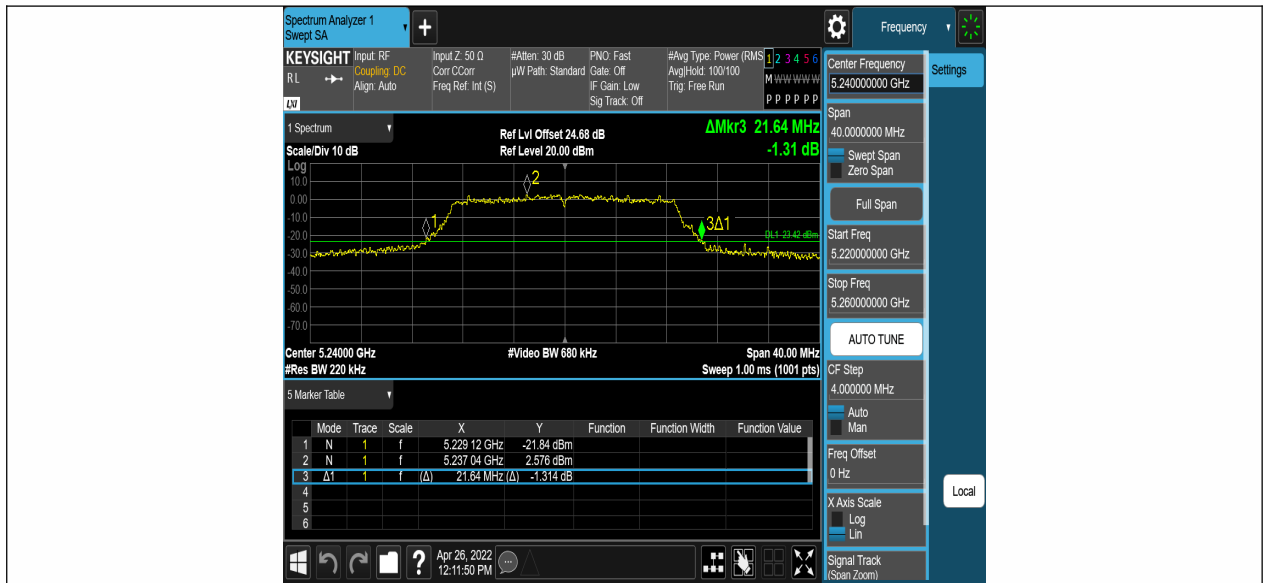 Spectrum Analyzer 1
Swept SA
+
Frequency
KEYSIGHT
RL
LXI
Input: RF
Coupling: DC
Align: Auto
Input Z: 50 Ω
Corr CCorr
Freq Ref: Int (S)
#Atten: 30 dB
µW Path: Standard
PNO: Fast
Gate: Off
IF Gain: Low
Sig Track: Off
#Avg Type: Power (RMS
Avg|Hold: 100/100
Trig: Free Run
1 2 3 4 5 6
M W W W W W
P P P P P P
1 Spectrum
Scale/Div 10 dB
Ref Lvl Offset 24.68 dB
Ref Level 20.00 dBm
ΔMkr3 21.64 MHz
-1.31 dB
Log
10.0
0.00
-10.0
-20.0
-30.0
-40.0
-50.0
-60.0
-70.0
1
2
3Δ1
DL1 -23.42 dBm
Center 5.24000 GHz
#Res BW 220 kHz
#Video BW 680 kHz
Span 40.00 MHz
Sweep 1.00 ms (1001 pts)
5 Marker Table
Mode Trace Scale X Y Function Function Width Function Value
1 N 1 f 5.229 12 GHz -21.84 dBm
2 N 1 f 5.237 04 GHz 2.576 dBm
3 Δ1 1 f (Δ) 21.64 MHz (Δ) -1.314 dB
4
5
6
Apr 26, 2022
12:11:50 PM
Center Frequency
5.240000000 GHz
Span
40.0000000 MHz
Swept Span
Zero Span
Full Span
Start Freq
5.220000000 GHz
Stop Freq
5.260000000 GHz
AUTO TUNE
CF Step
4.000000 MHz
Auto
Man
Freq Offset
0 Hz
X Axis Scale
Log
Lin
Signal Track
(Span Zoom)
Settings
Local